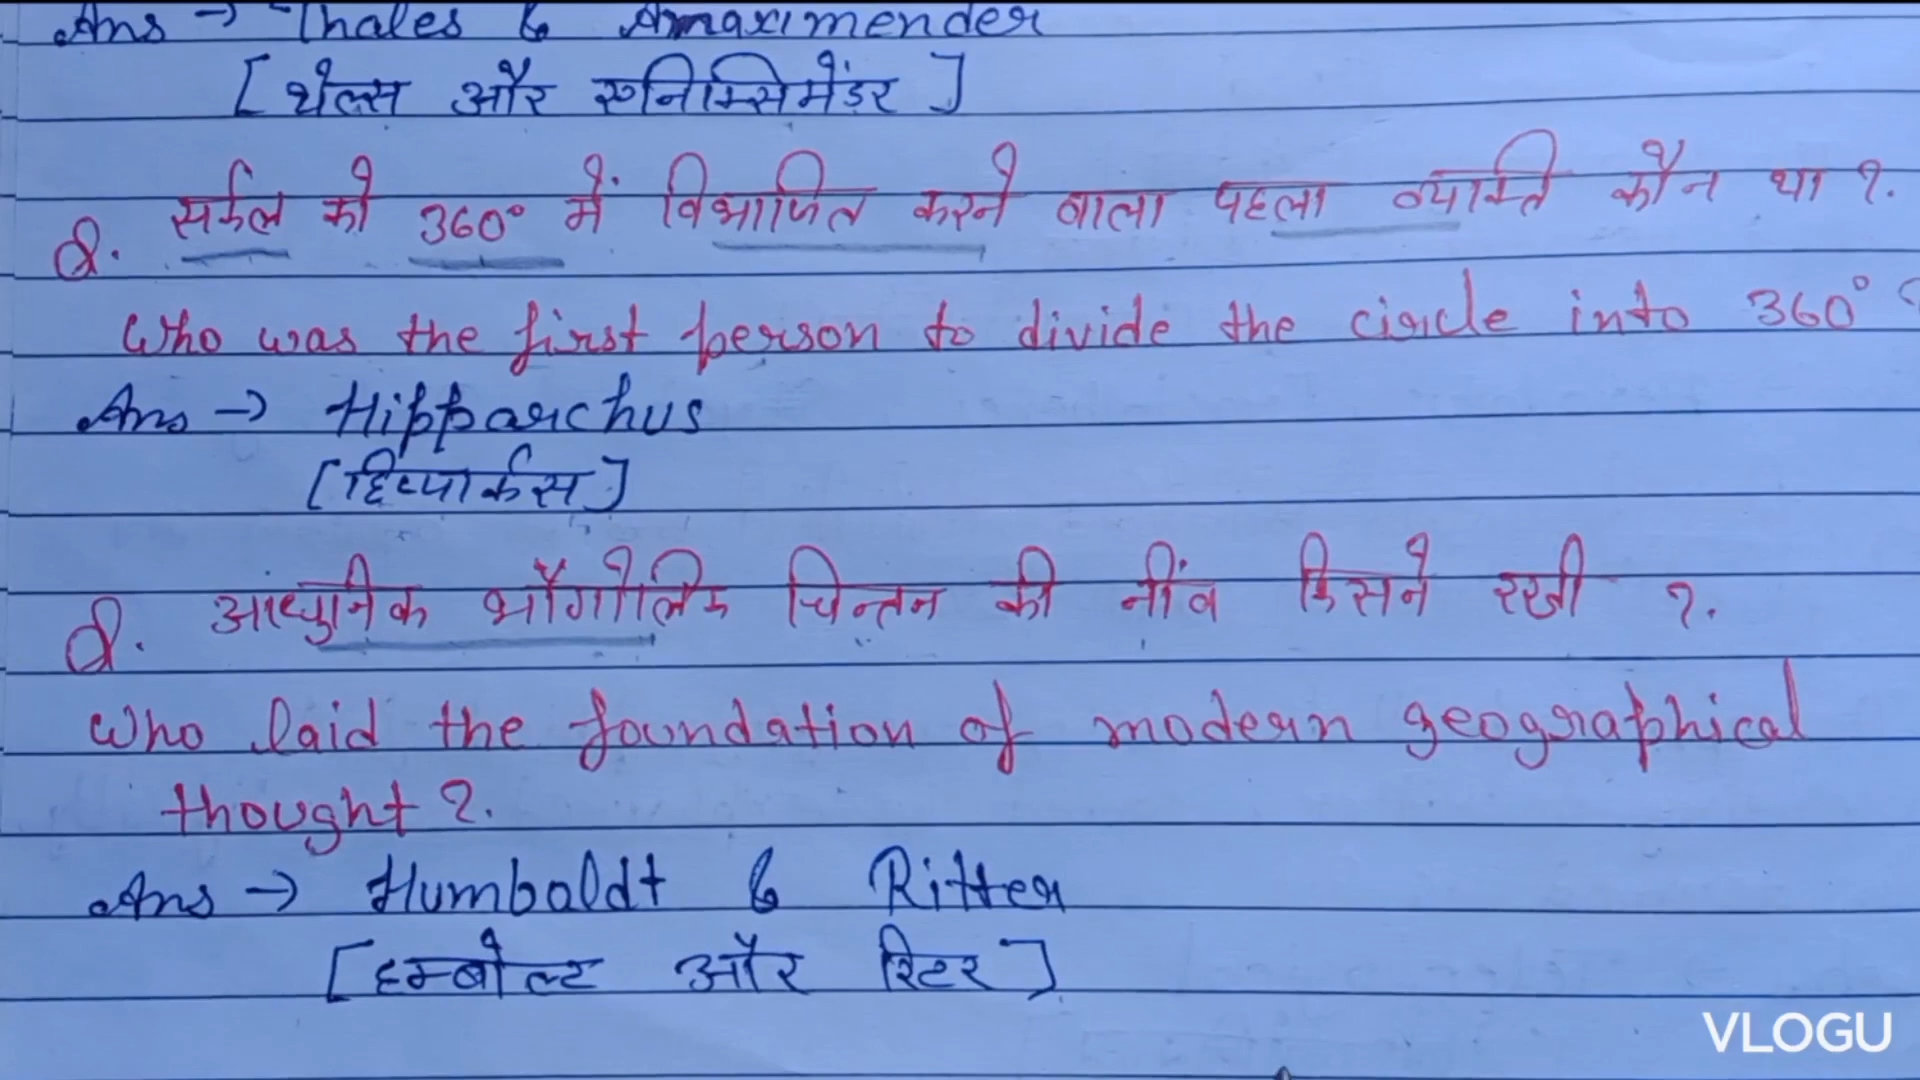 Ans → Thales & Amaximender
[थेल्स और एनिम्सिमेंडर]
Q. सर्कल को 360° में विभाजित करने वाला पहला व्याक्ति कौन था ?.
Who was the first person to divide the circle into 360° ?
Ans → Hipparchus
[हिप्पार्कस]
Q. आधुनिक भौगोलिक चिन्तन की नींव किसने रखी ?.
Who laid the foundation of modern geographical
thought ?.
Ans → Humboldt & Ritter
[हम्बोल्ट और रिटर]
VLOGU